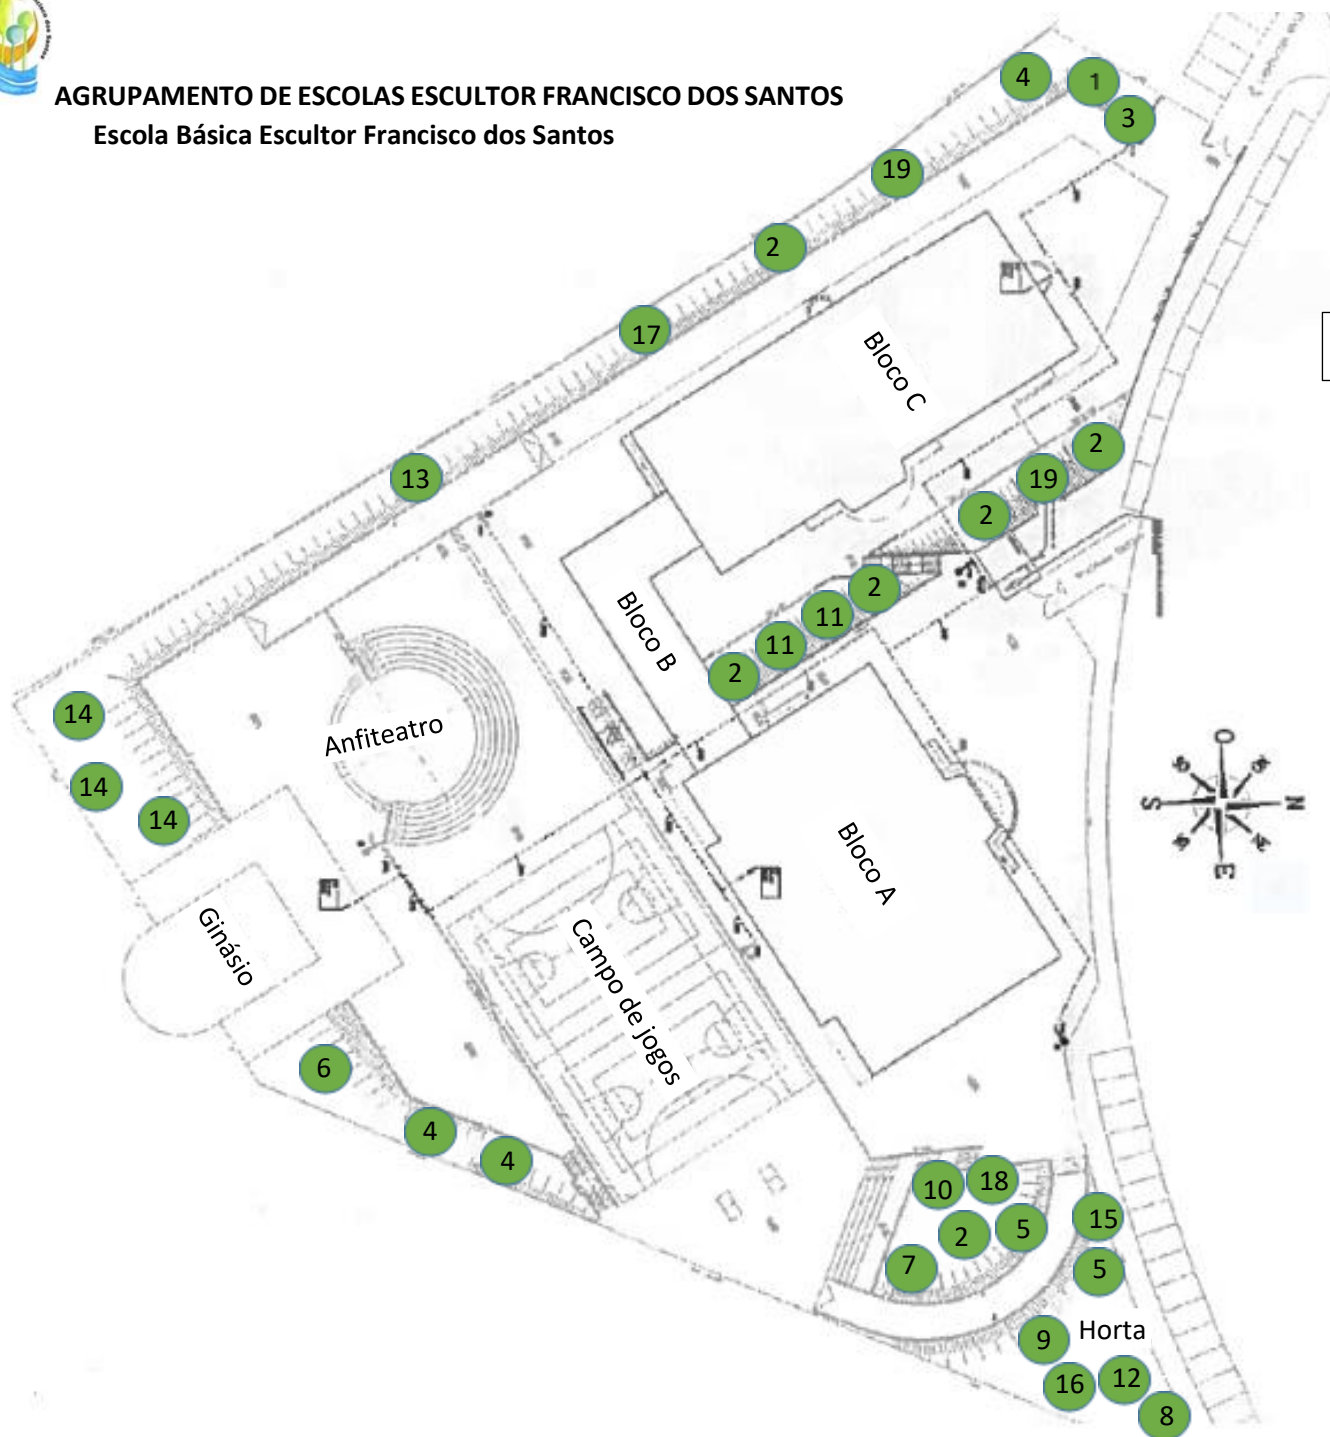 AGRUPAMENTO DE ESCOLAS ESCULTOR FRANCISCO DOS SANTOS
Escola Básica Escultor Francisco dos Santos
4
1
3
19
2
17
Bloco C
13
2
19
2
2
11
11
2
Bloco B
14
Anfiteatro
14
14
O
S
N
E
Bloco A
Ginásio
Campo de jogos
6
4
4
10
18
15
2
5
7
5
9
Horta
16
12
8